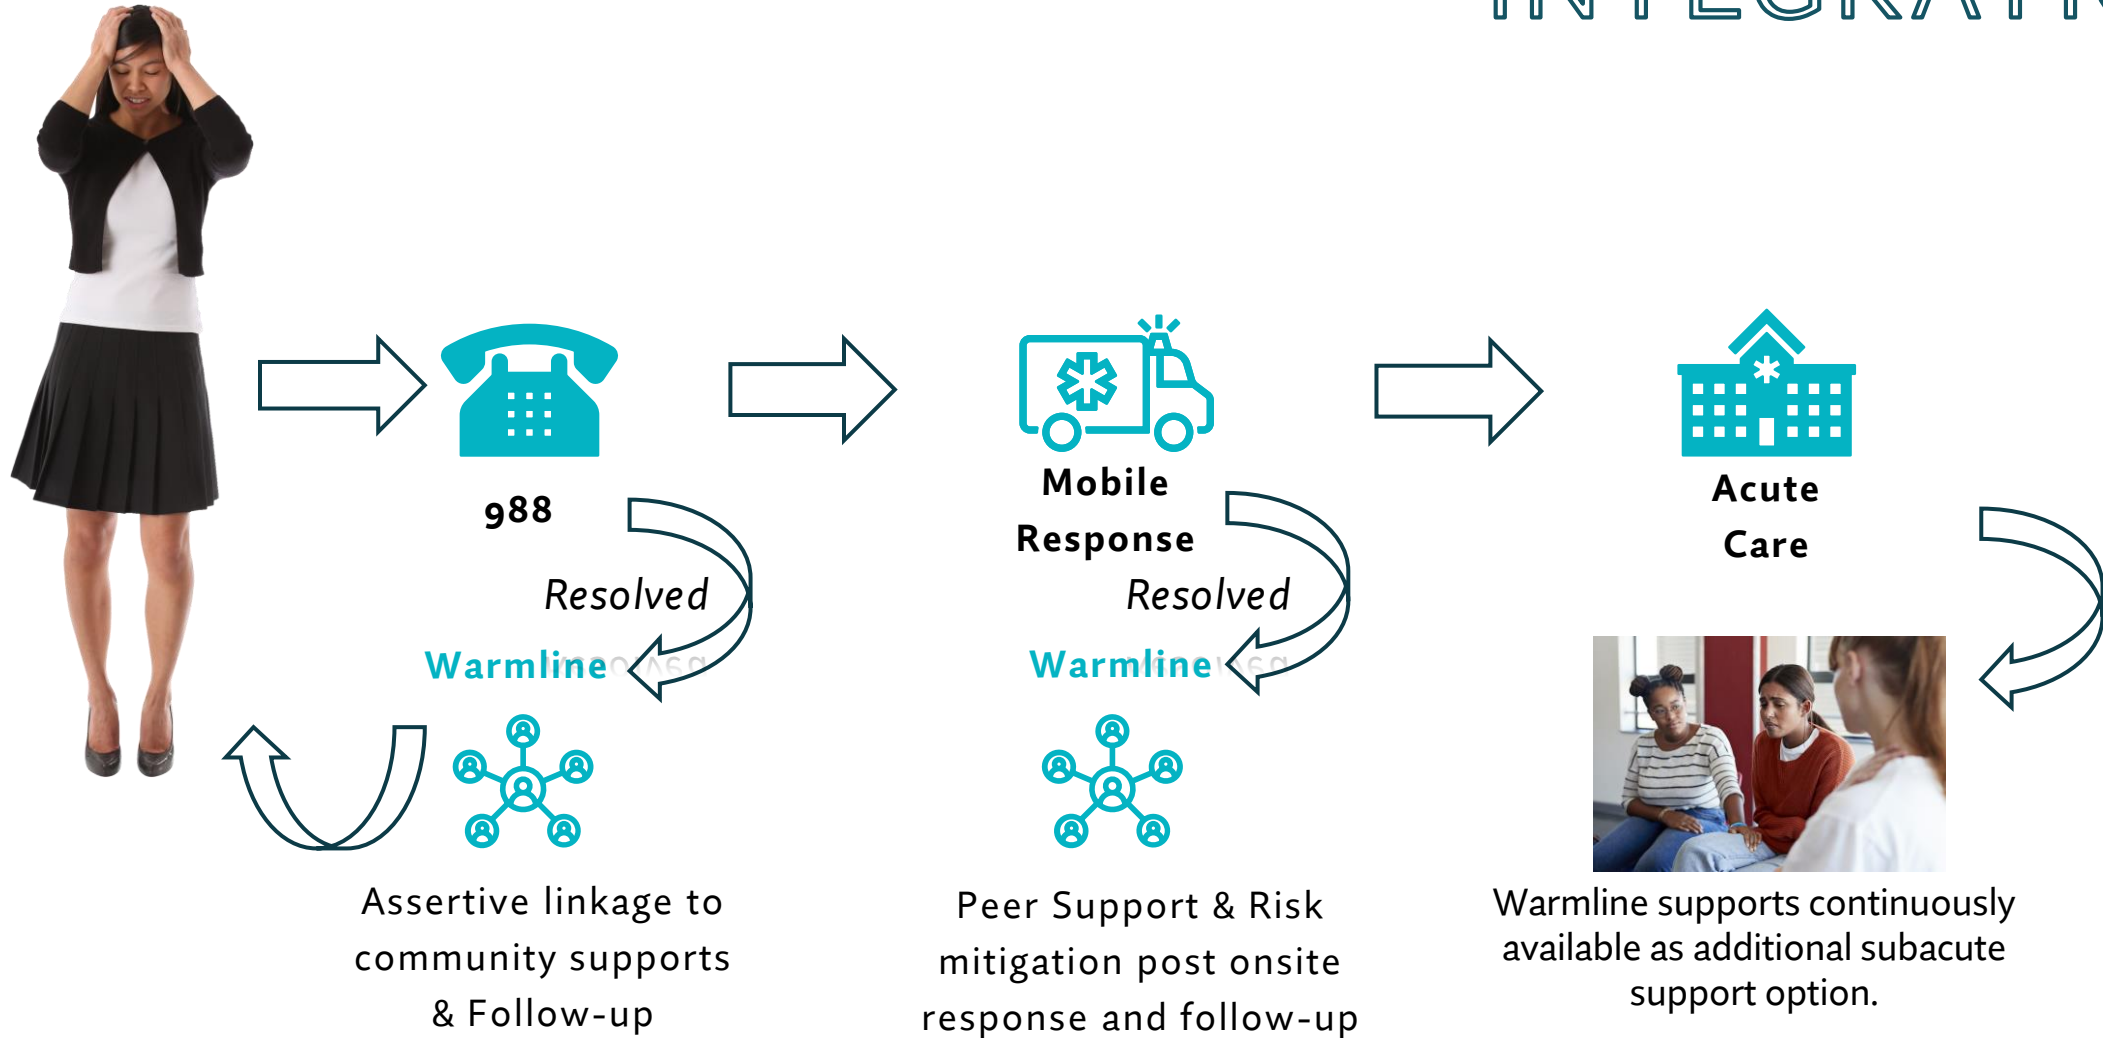 988
Resolved
Warmline
Assertive linkage to
community supports
& Follow-up
Mobile
Response
Resolved
Warmline
Peer Support & Risk
mitigation post onsite
response and follow-up
Acute
Care
Warmline supports continuously
available as additional subacute
support option.